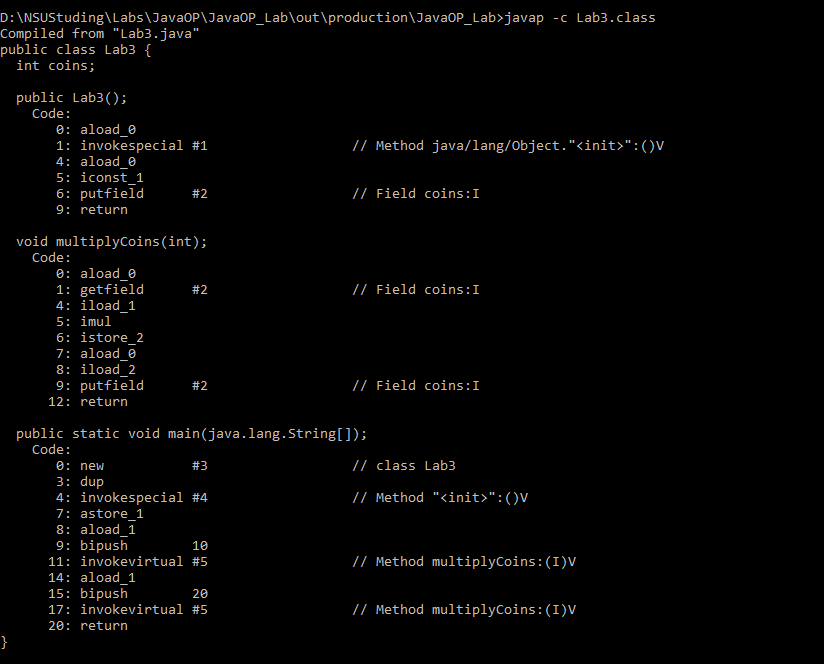 D:\NSUStuding\Labs\JavaOP\JavaOP_Lab\out\production\JavaOP_Lab>javap -c Lab3.class
Compiled from "Lab3.java"
public class Lab3 {
  int coins;

  public Lab3();
    Code:
       0: aload_0
       1: invokespecial #1                  // Method java/lang/Object."<init>":()V
       4: aload_0
       5: iconst_1
       6: putfield      #2                  // Field coins:I
       9: return

  void multiplyCoins(int);
    Code:
       0: aload_0
       1: getfield      #2                  // Field coins:I
       4: iload_1
       5: imul
       6: istore_2
       7: aload_0
       8: iload_2
       9: putfield      #2                  // Field coins:I
      12: return

  public static void main(java.lang.String[]);
    Code:
       0: new           #3                  // class Lab3
       3: dup
       4: invokespecial #4                  // Method "<init>":()V
       7: astore_1
       8: aload_1
       9: bipush        10
      11: invokevirtual #5                  // Method multiplyCoins:(I)V
      14: aload_1
      15: bipush        20
      17: invokevirtual #5                  // Method multiplyCoins:(I)V
      20: return
}